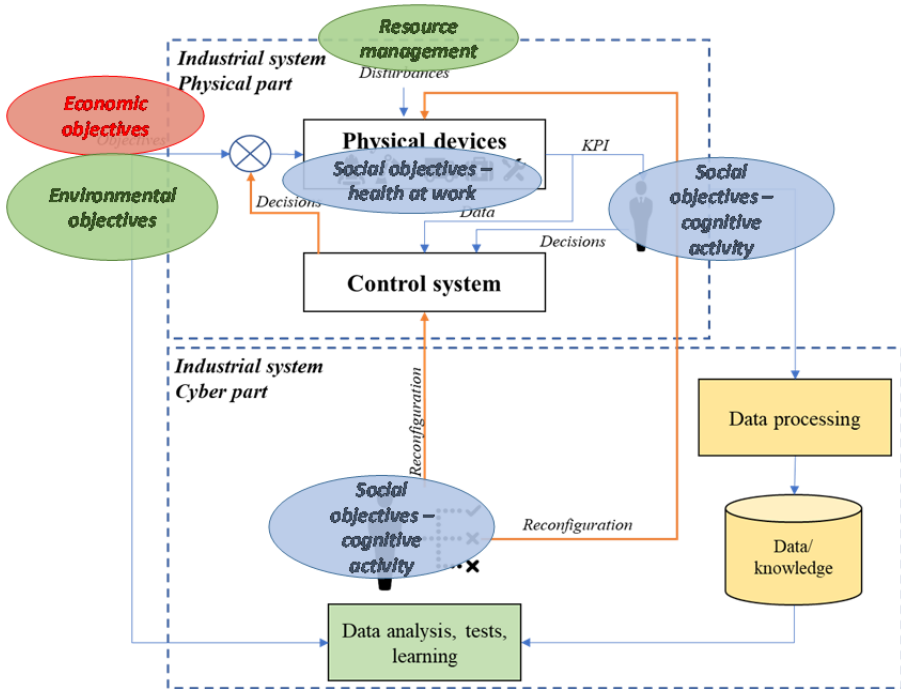 Resource
management
Industrial system
Physical part
Disturbances
Economic
objectives
Objectives
Physical devices
KPI
Environmental
objectives
Social objectives –
health at work
Social
objectives –
cognitive
activity
Decisions
Data
Decisions
Control system
Industrial system
Cyber part
Reconfiguration
Data processing
Social
objectives –
cognitive
activity
Reconfiguration
Data/
knowledge
Data analysis, tests,
learning